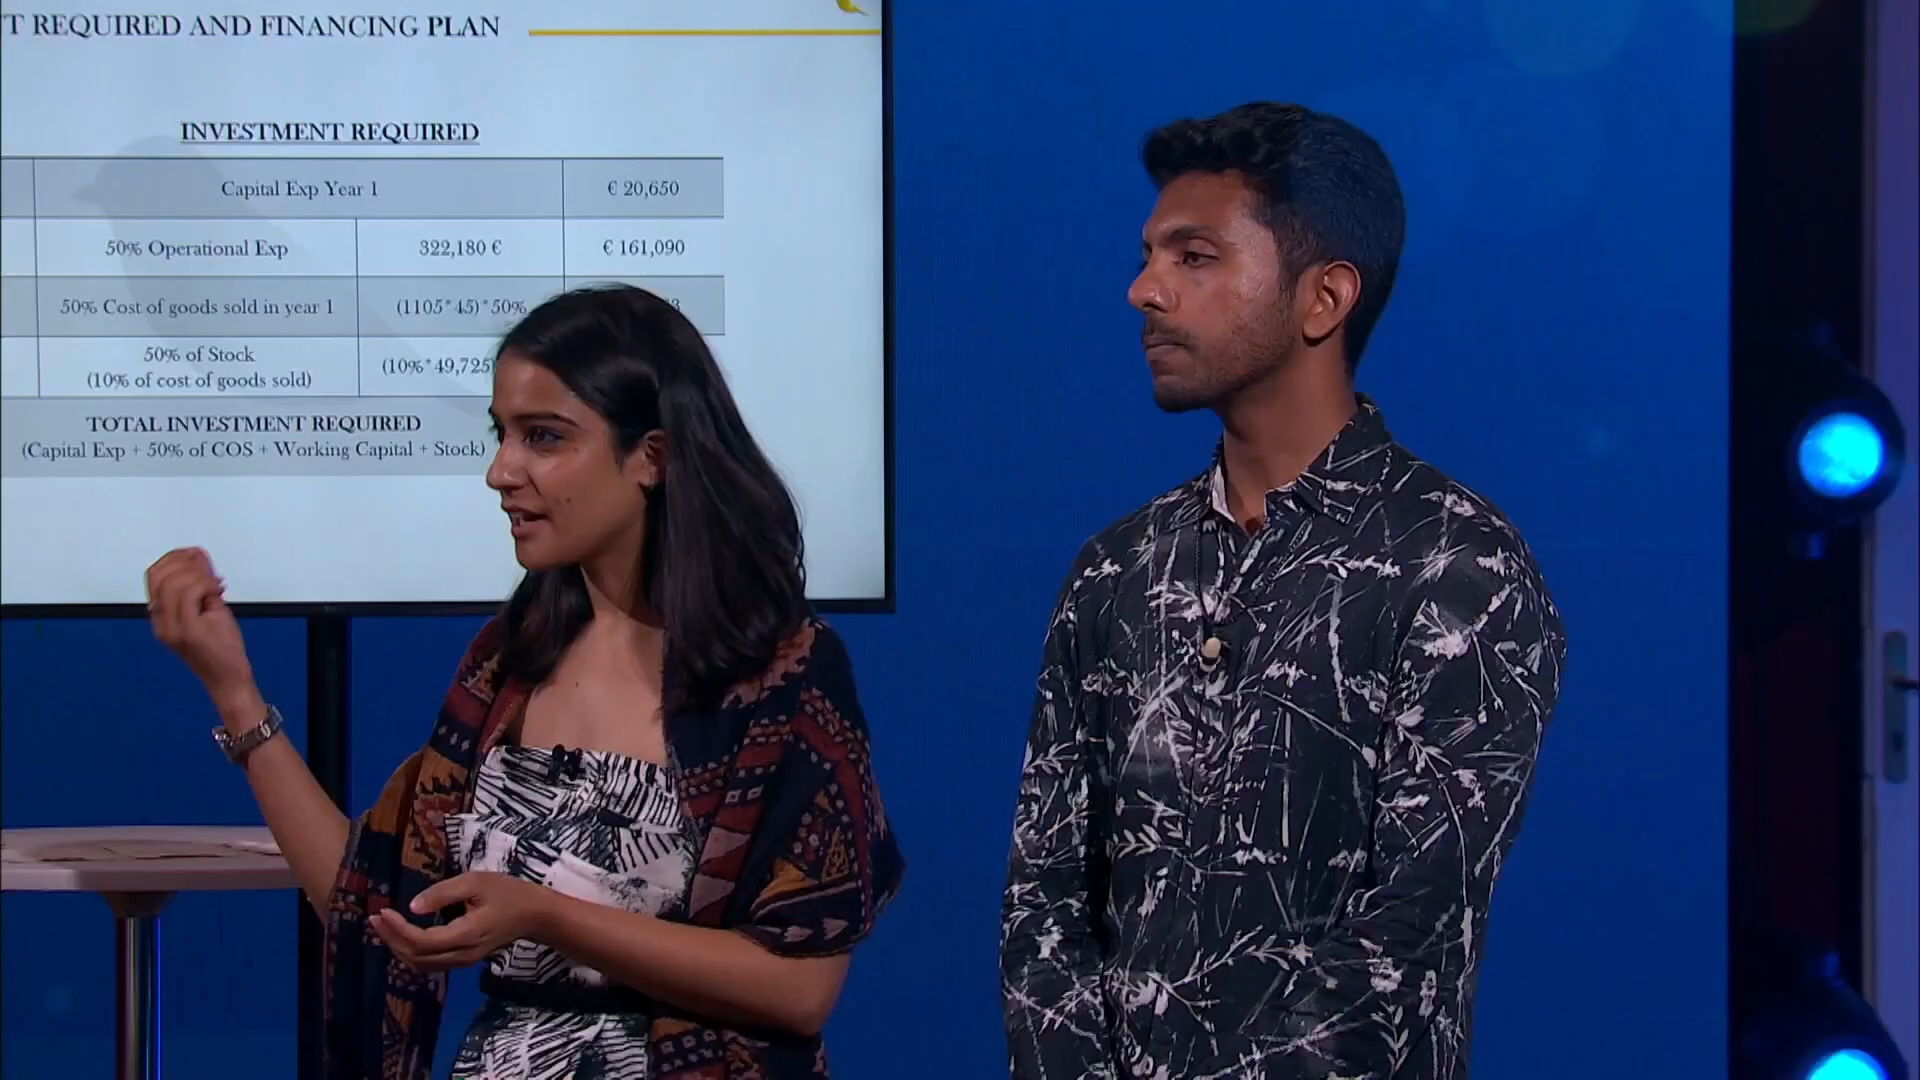 T REQUIRED AND FINANCING PLAN
INVESTMENT REQUIRED
Capital Exp Year 1 € 20,650
50% Operational Exp 322,180 € € 161,090
50% Cost of goods sold in year 1 (1105*45)*50% 3
50% of Stock
(10% of cost of goods sold) (10%*49,725)
TOTAL INVESTMENT REQUIRED
(Capital Exp + 50% of COS + Working Capital + Stock)